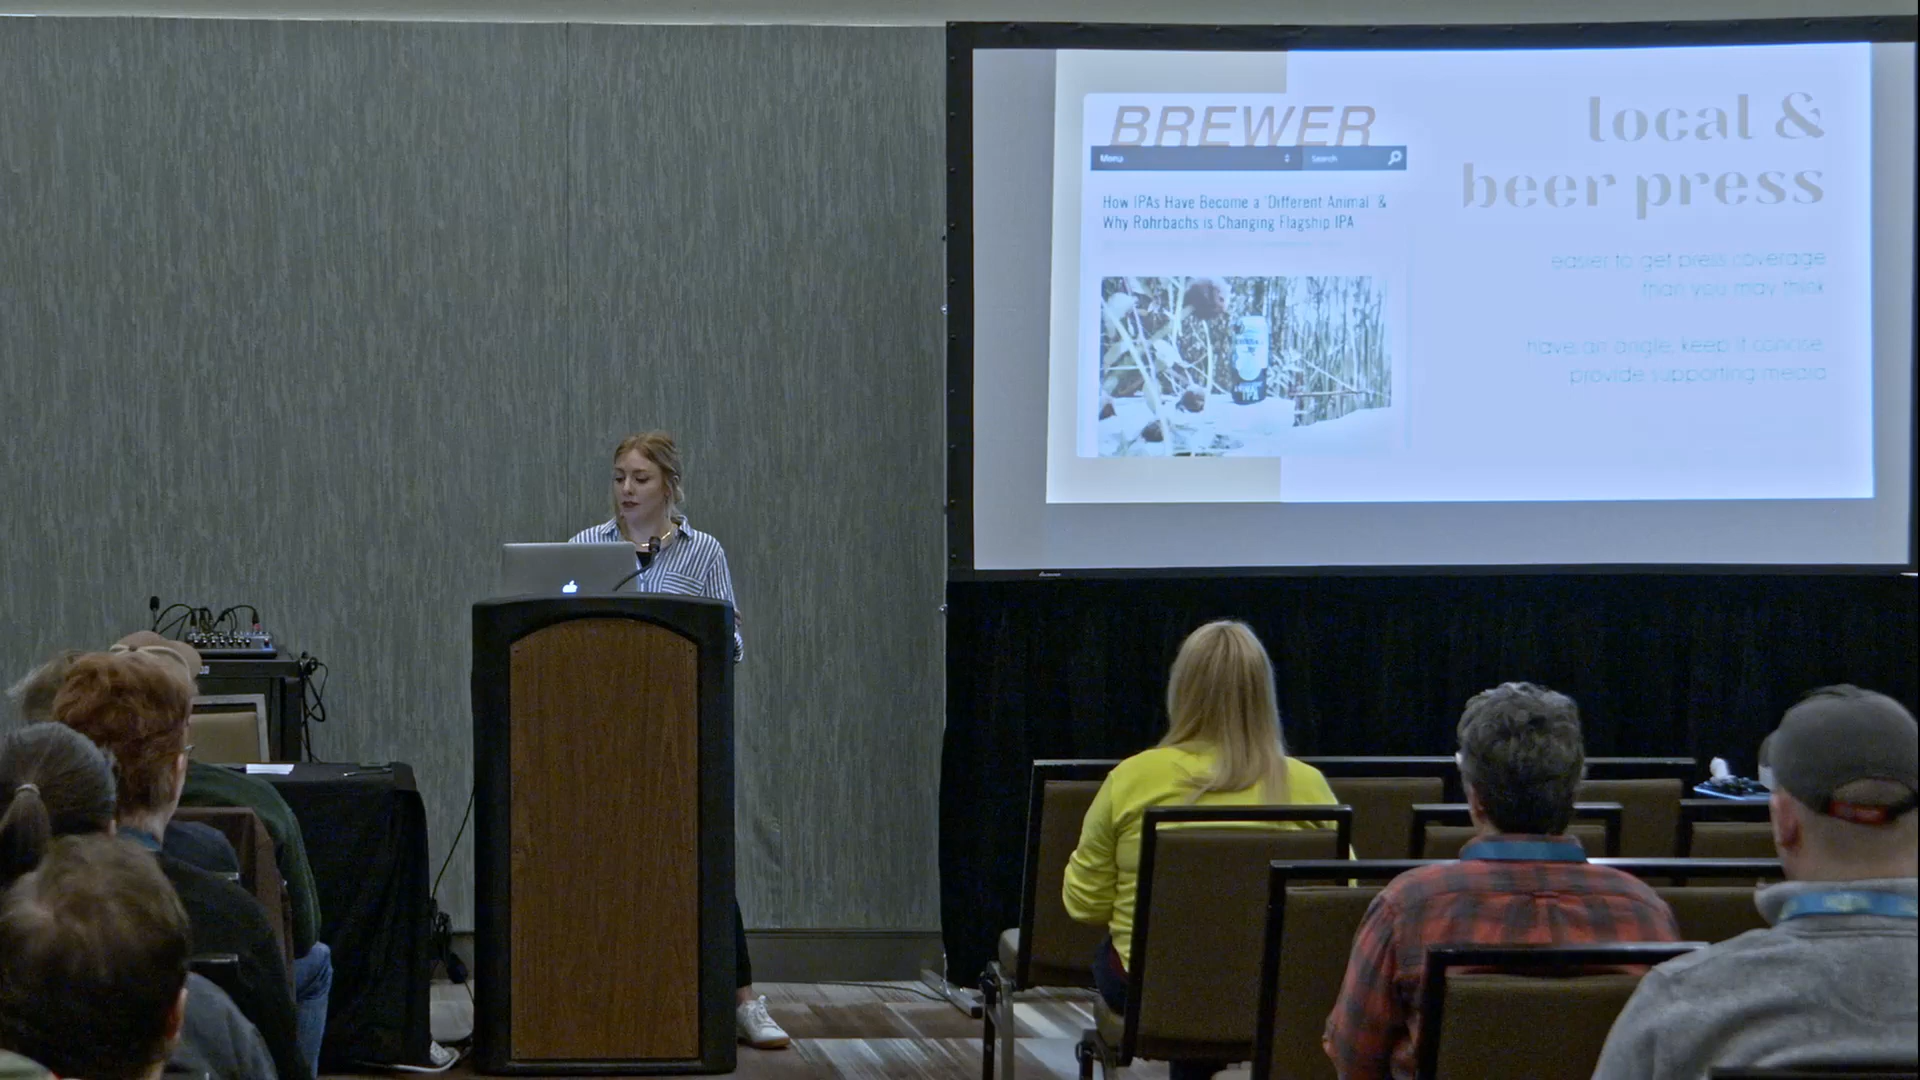 BREWER
Menu
Search
How IPAs Have Become a 'Different Animal' &
Why Rohrbachs is Changing Flagship IPA
IPA
local &
beer press
easier to get press coverage
than you may think
have an angle, keep it concise
provide supporting media